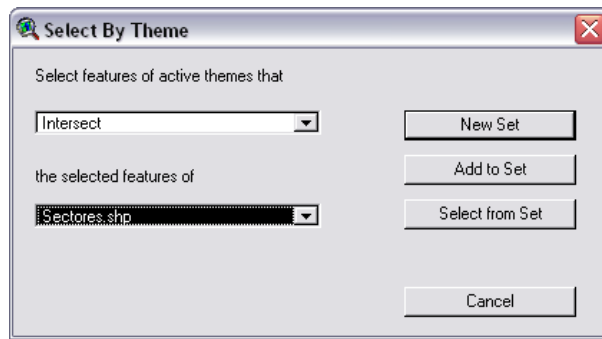 Select By Theme
Select features of active themes that
Intersect
the selected features of
Sectores.shp
New Set
Add to Set
Select from Set
Cancel